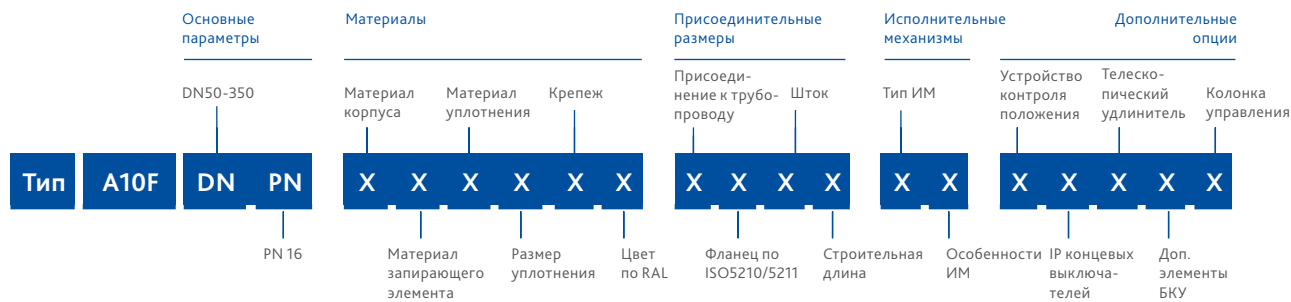 Основные
параметры
Материалы
Присоединительные
размеры
Исполнительные
механизмы
Дополнительные
опции
DN50-350
Материал
корпуса
Материал
уплотнения
Крепеж
Присоеди-
нение к трубо-
проводу
Шток
Тип ИМ
Устройство
контроля
положения
Телеско-
пический
удлинитель
Колонка
управления
Тип A10F DN PN X X X X X X X X X X X X X X X X X
PN 16
Материал
запирающего
элемента
Размер
уплотнения
Цвет
по RAL
Фланец по
ISO5210/5211
Строительная
длина
Особенности
ИМ
IP концевых
выключа-
телей
Доп.
элементы
БКУ